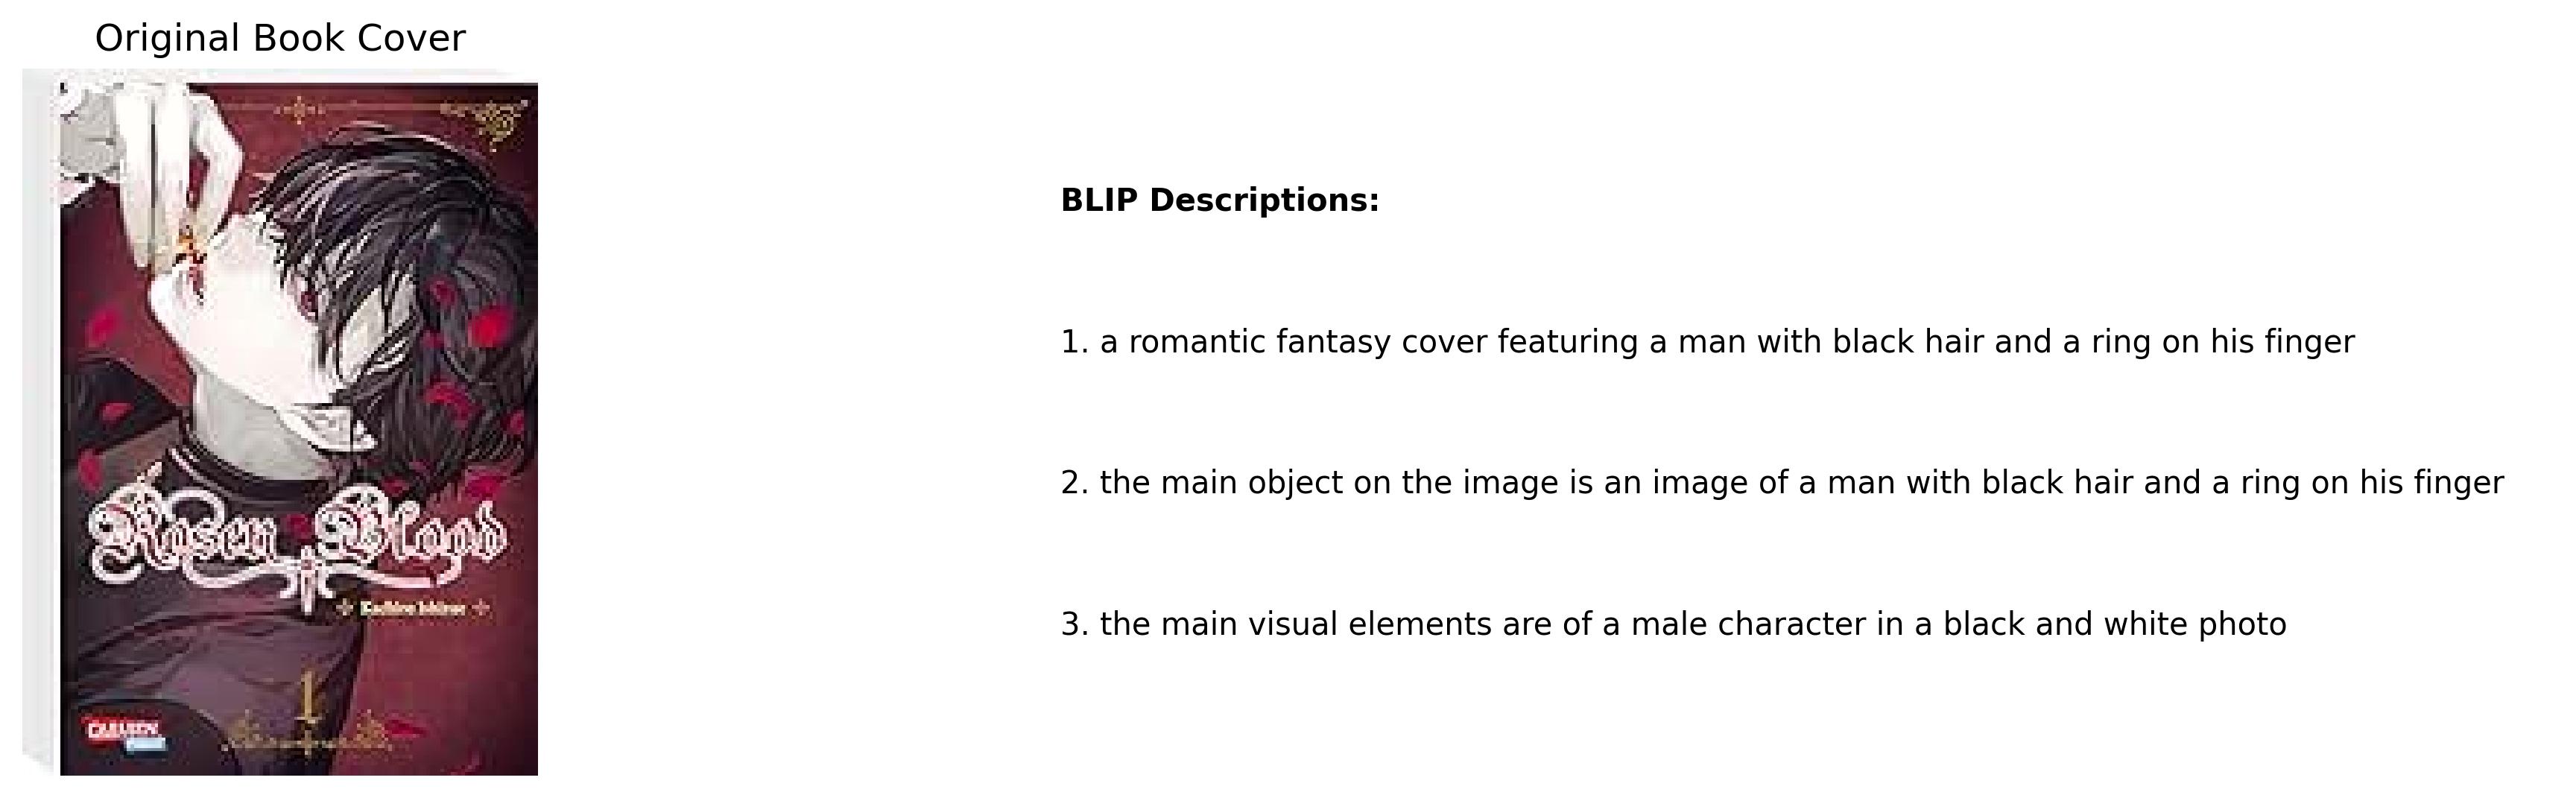 Original Book Cover
Rosen Blood
1
CARLSEN
BLIP Descriptions:
1. a romantic fantasy cover featuring a man with black hair and a ring on his finger
2. the main object on the image is an image of a man with black hair and a ring on his finger
3. the main visual elements are of a male character in a black and white photo